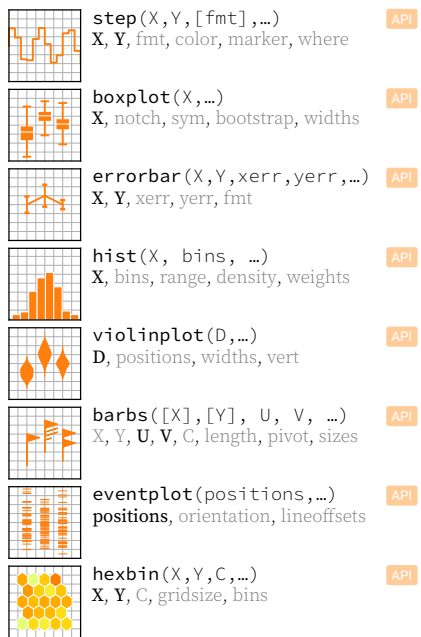 step(X,Y,[fmt],…) API
X, Y, fmt, color, marker, where
boxplot(X,…) API
X, notch, sym, bootstrap, widths
errorbar(X,Y,xerr,yerr,…) API
X, Y, xerr, yerr, fmt
hist(X, bins, …) API
X, bins, range, density, weights
violinplot(D,…) API
D, positions, widths, vert
barbs([X],[Y], U, V, …) API
X, Y, U, V, C, length, pivot, sizes
eventplot(positions,…) API
positions, orientation, lineoffsets
hexbin(X,Y,C,…) API
X, Y, C, gridsize, bins